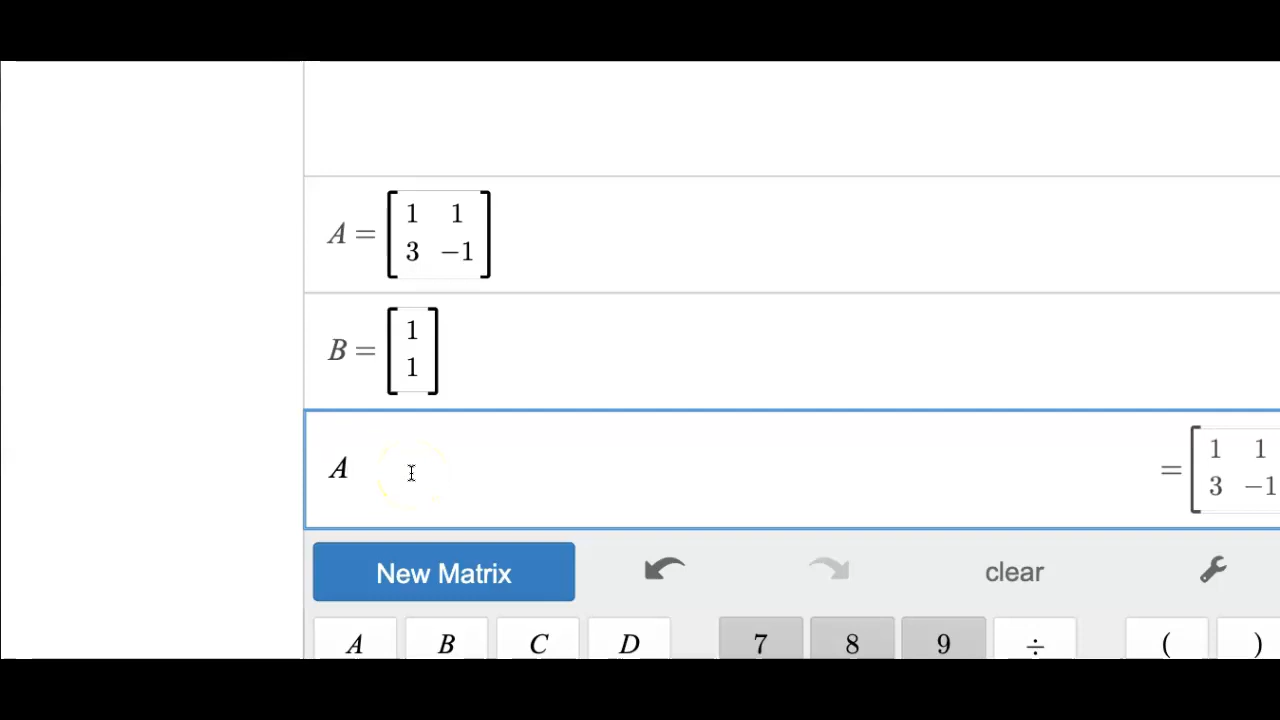 A = [1 1
3 −1]
B = [1
1]
A = [1 1
3 −1
New Matrix clear
A B C D 7 8 9 ÷ ( )